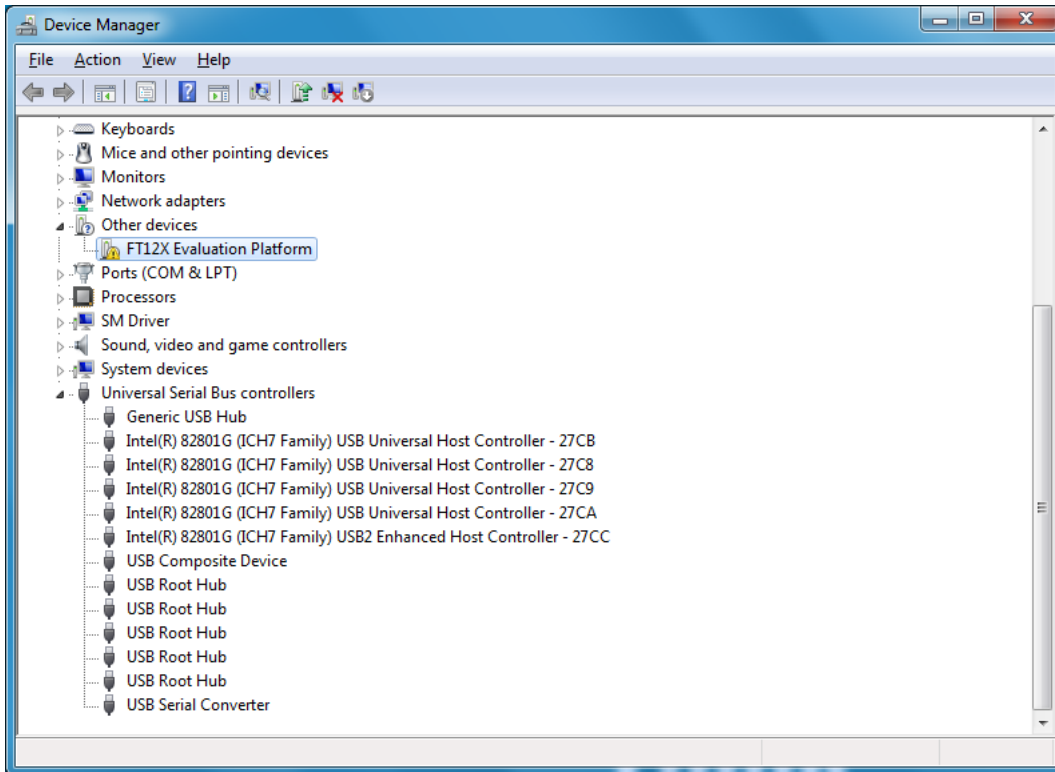 Device Manager
File Action View Help
Keyboards
Mice and other pointing devices
Monitors
Network adapters
Other devices
FT12X Evaluation Platform
Ports (COM & LPT)
Processors
SM Driver
Sound, video and game controllers
System devices
Universal Serial Bus controllers
Generic USB Hub
Intel(R) 82801G (ICH7 Family) USB Universal Host Controller - 27CB
Intel(R) 82801G (ICH7 Family) USB Universal Host Controller - 27C8
Intel(R) 82801G (ICH7 Family) USB Universal Host Controller - 27C9
Intel(R) 82801G (ICH7 Family) USB Universal Host Controller - 27CA
Intel(R) 82801G (ICH7 Family) USB2 Enhanced Host Controller - 27CC
USB Composite Device
USB Root Hub
USB Root Hub
USB Root Hub
USB Root Hub
USB Root Hub
USB Serial Converter